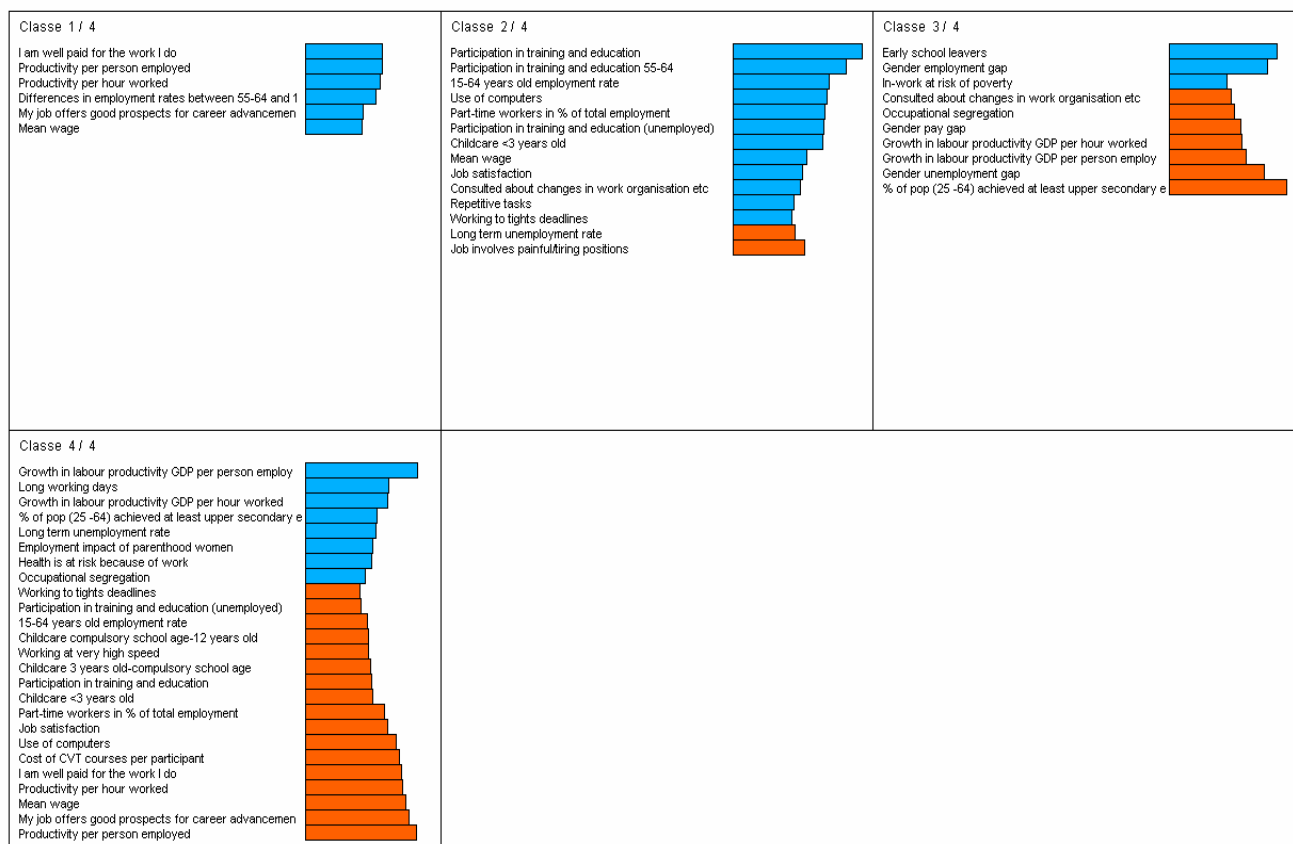 Classe 1 / 4
I am well paid for the work I do
Productivity per person employed
Productivity per hour worked
Differences in employment rates between 55-64 and 1
My job offers good prospects for career advancemen
Mean wage
Classe 2 / 4
Participation in training and education
Participation in training and education 55-64
15-64 years old employment rate
Use of computers
Part-time workers in % of total employment
Participation in training and education (unemployed)
Childcare <3 years old
Mean wage
Job satisfaction
Consulted about changes in work organisation etc
Repetitive tasks
Working to tights deadlines
Long term unemployment rate
Job involves painful/tiring positions
Classe 3 / 4
Early school leavers
Gender employment gap
In-work at risk of poverty
Consulted about changes in work organisation etc
Occupational segregation
Gender pay gap
Growth in labour productivity GDP per hour worked
Growth in labour productivity GDP per person employ
Gender unemployment gap
% of pop (25 -64) achieved at least upper secondary e
Classe 4 / 4
Growth in labour productivity GDP per person employ
Long working days
Growth in labour productivity GDP per hour worked
% of pop (25 -64) achieved at least upper secondary e
Long term unemployment rate
Employment impact of parenthood women
Health is at risk because of work
Occupational segregation
Working to tights deadlines
Participation in training and education (unemployed)
15-64 years old employment rate
Childcare compulsory school age-12 years old
Working at very high speed
Childcare 3 years old-compulsory school age
Participation in training and education
Childcare <3 years old
Part-time workers in % of total employment
Job satisfaction
Use of computers
Cost of CVT courses per participant
I am well paid for the work I do
Productivity per hour worked
Mean wage
My job offers good prospects for career advancemen
Productivity per person employed